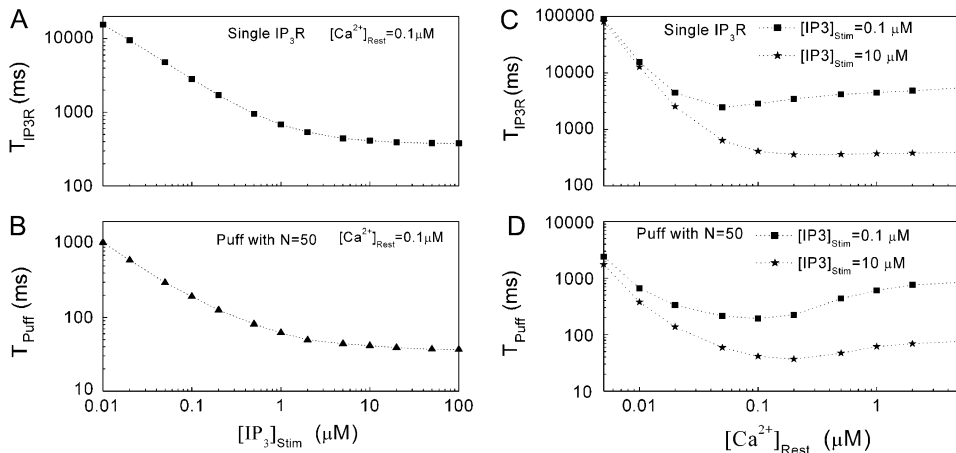 A
Single IP3R [Ca2+]Rest=0.1μM
10000
1000
100
TIP3R (ms)
B
Puff with N=50 [Ca2+]Rest=0.1μM
1000
100
10
TPuff (ms)
0.01 0.1 1 10 100
[IP3]Stim (μM)
C
Single IP3R
[IP3]Stim=0.1 μM
[IP3]Stim=10 μM
100000
10000
1000
100
TIP3R (ms)
D
Puff with N=50
[IP3]Stim=0.1 μM
[IP3]Stim=10 μM
10000
1000
100
10
TPuff (ms)
0.01 0.1 1
[Ca2+]Rest (μM)